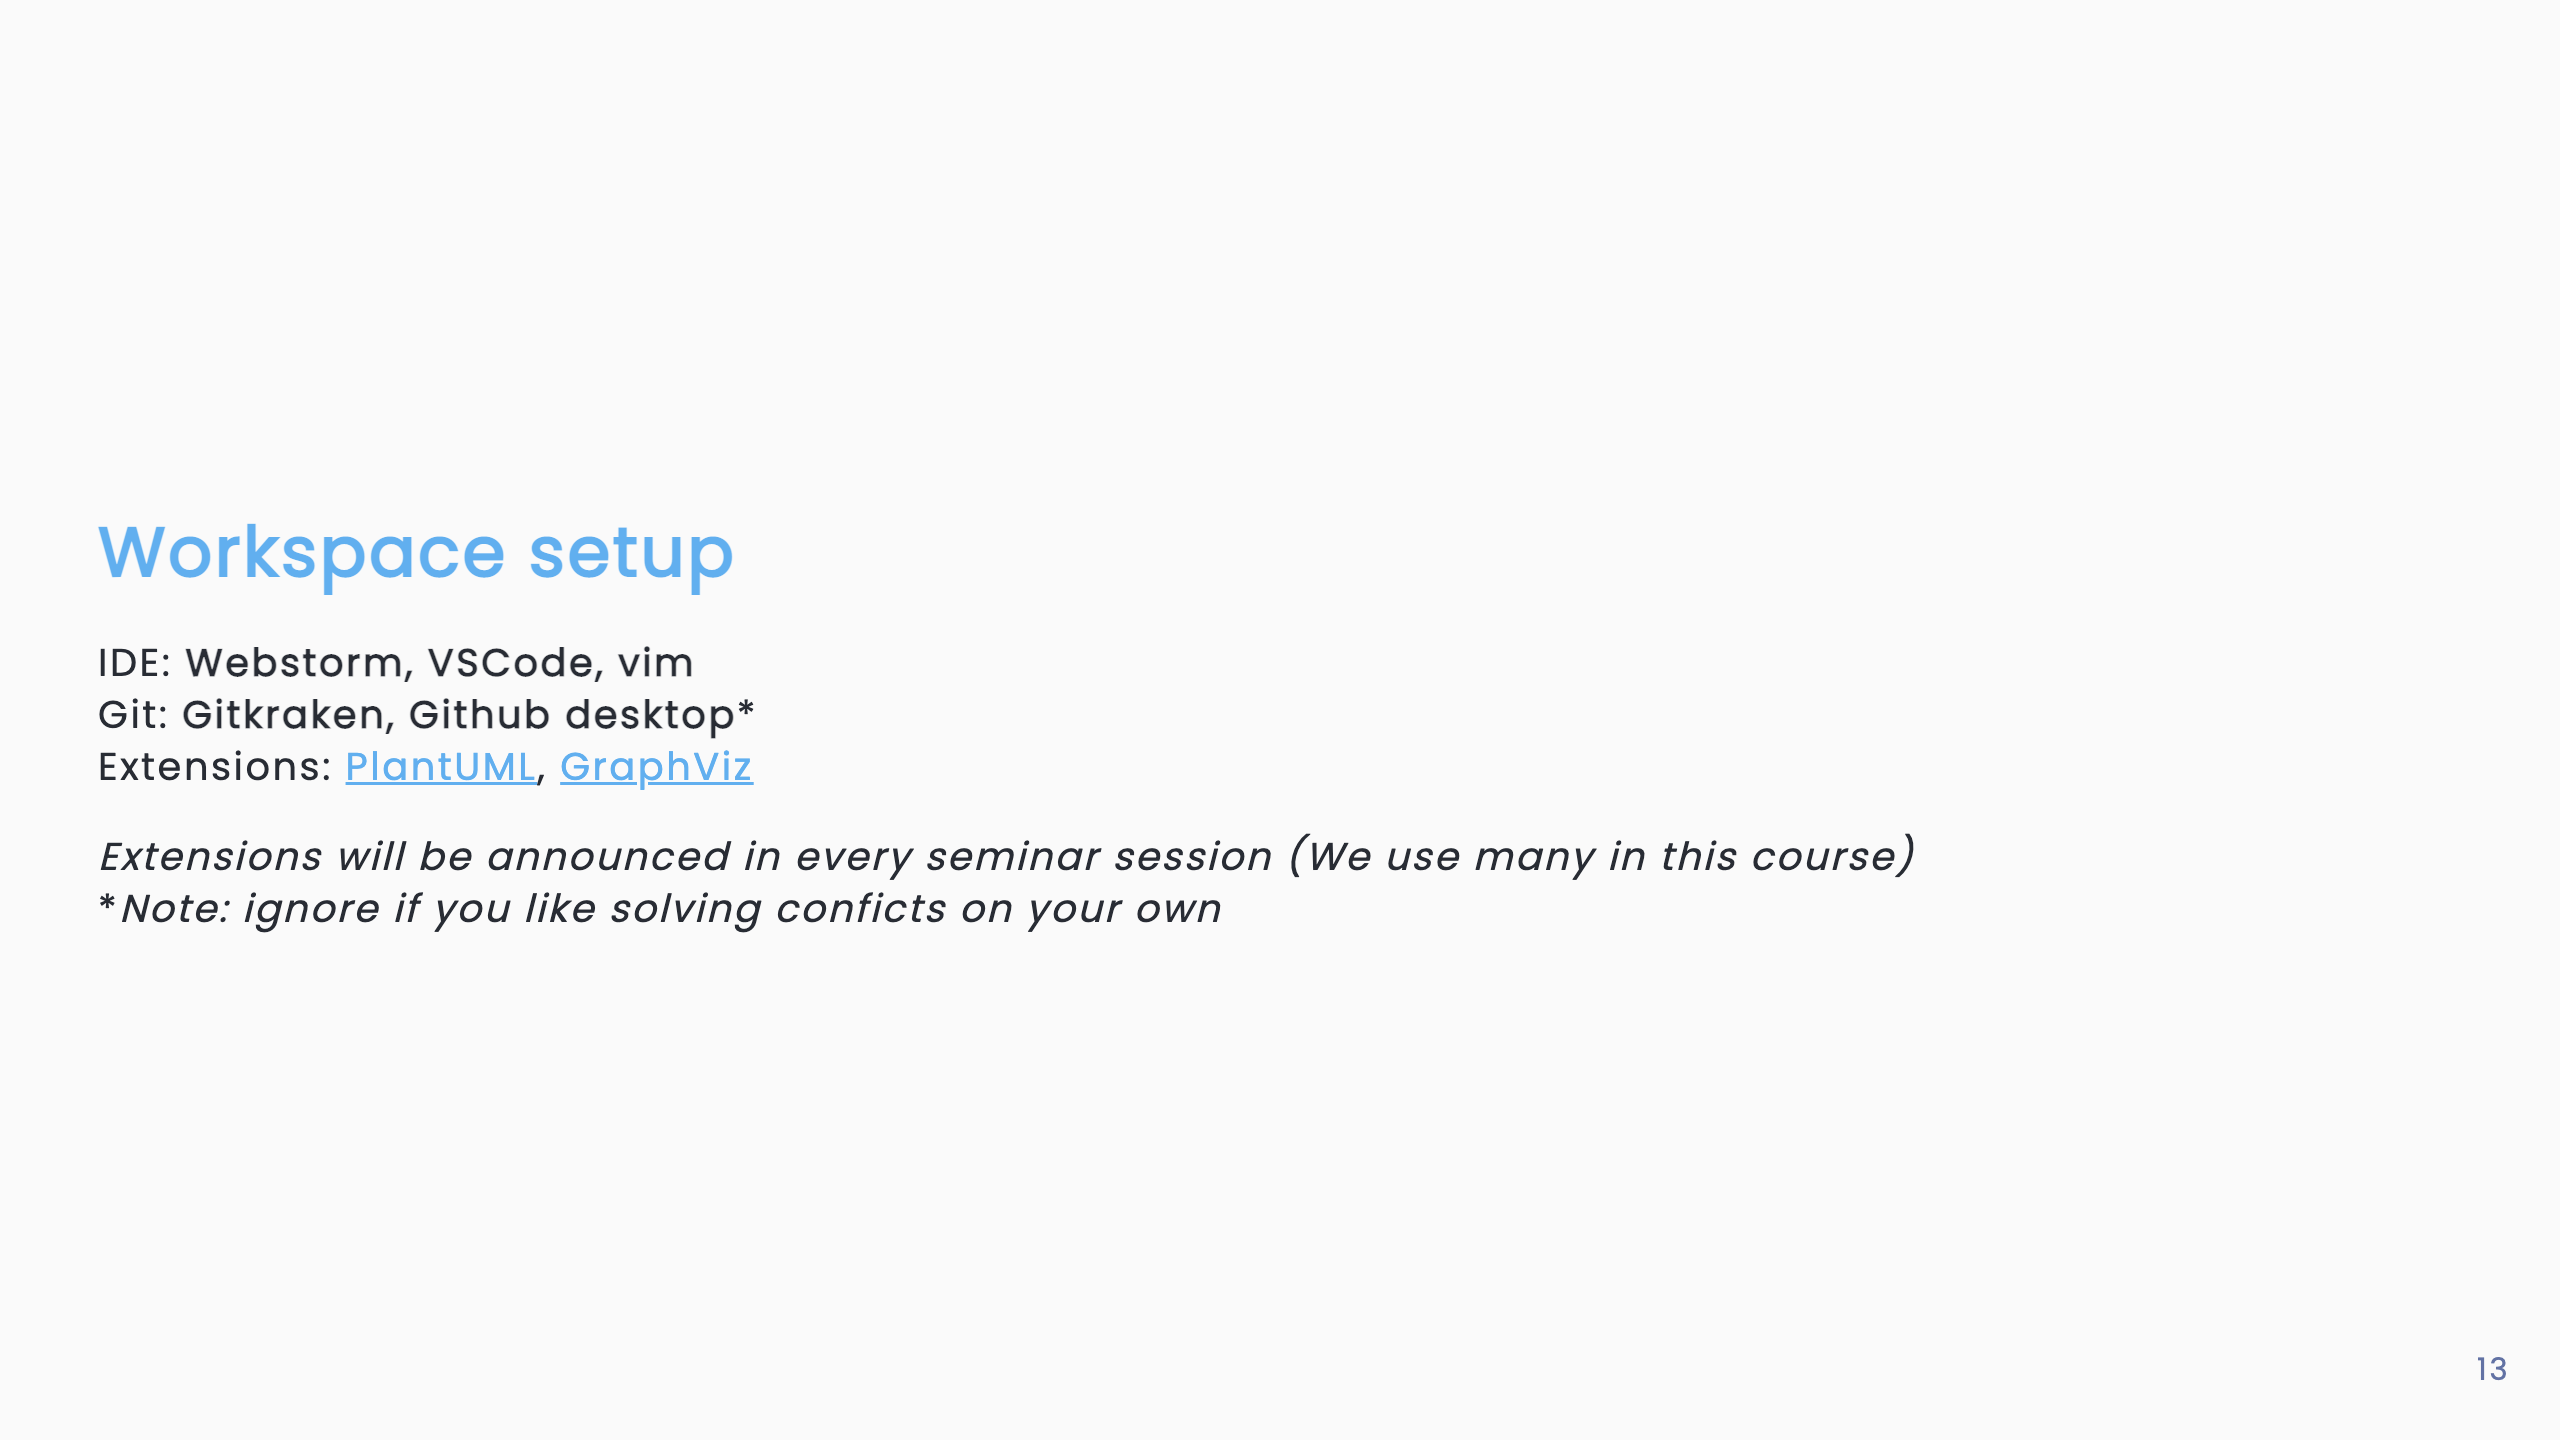 Workspace setup
IDE: Webstorm, VSCode, vim
Git: Gitkraken, Github desktop*
Extensions: PlantUML, GraphViz
Extensions will be announced in every seminar session (We use many in this course)
*Note: ignore if you like solving conficts on your own
13